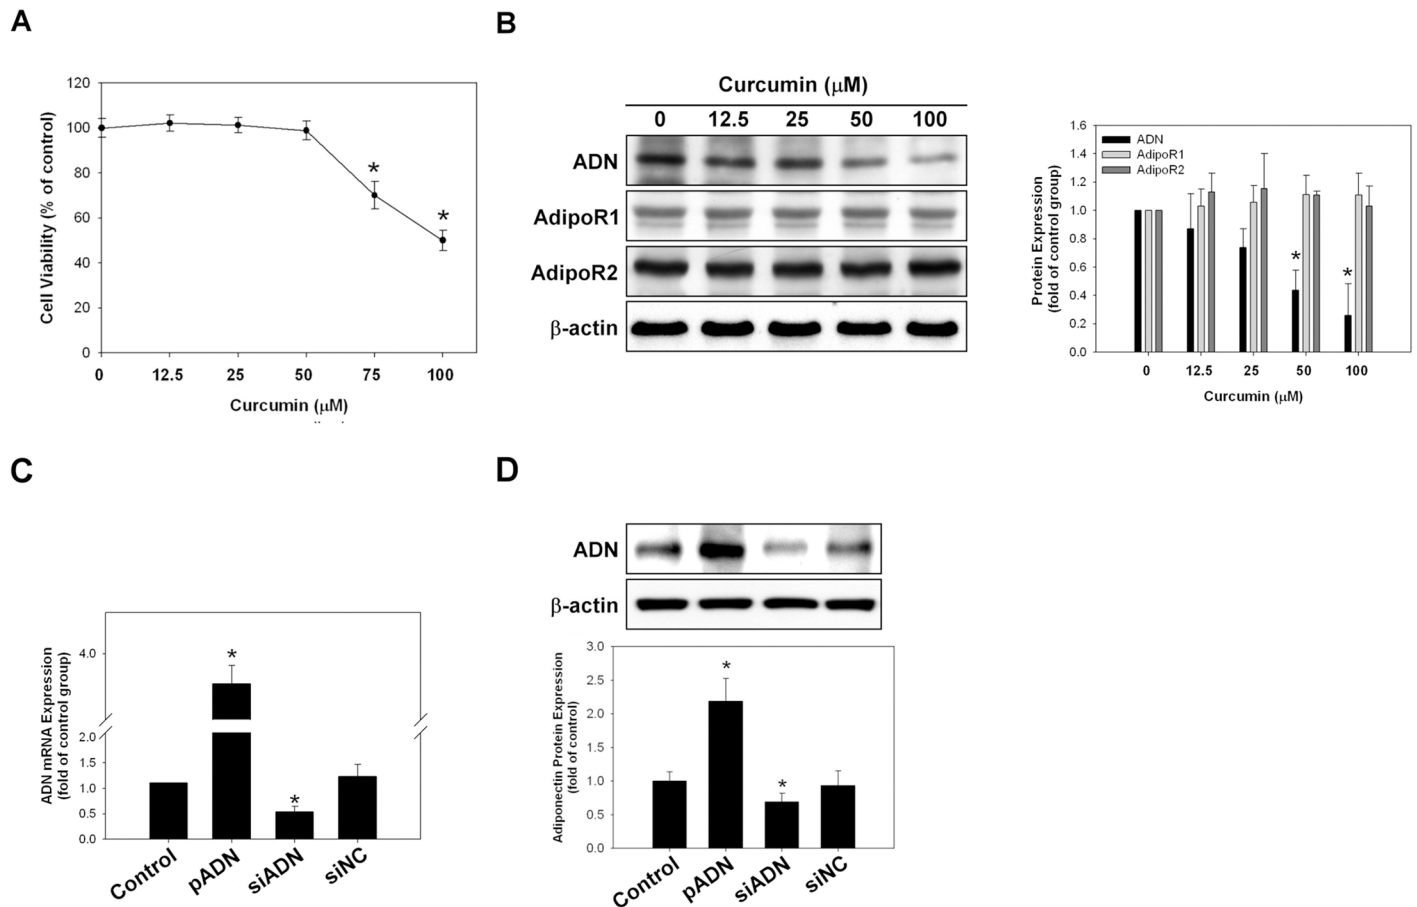 A
120
100
80
60
40
20
0
Cell Viability (% of control)
*
*
0 12.5 25 50 75 100
Curcumin (μM)
B
Curcumin (μM)
0 12.5 25 50 100
ADN
AdipoR1
AdipoR2
β-actin
1.6
1.4
1.2
1.0
0.8
0.6
0.4
0.2
0.0
Protein Expression
(fold of control group)
ADN
AdipoR1
AdipoR2
*
*
0 12.5 25 50 100
Curcumin (μM)
C
4.0
2.0
1.5
1.0
0.5
0.0
ADN mRNA Expression
(fold of control group)
*
*
Control pADN siADN siNC
D
ADN
β-actin
3.0
2.5
2.0
1.5
1.0
0.5
0.0
Adiponectin Protein Expression
(fold of control)
*
*
Control pADN siADN siNC